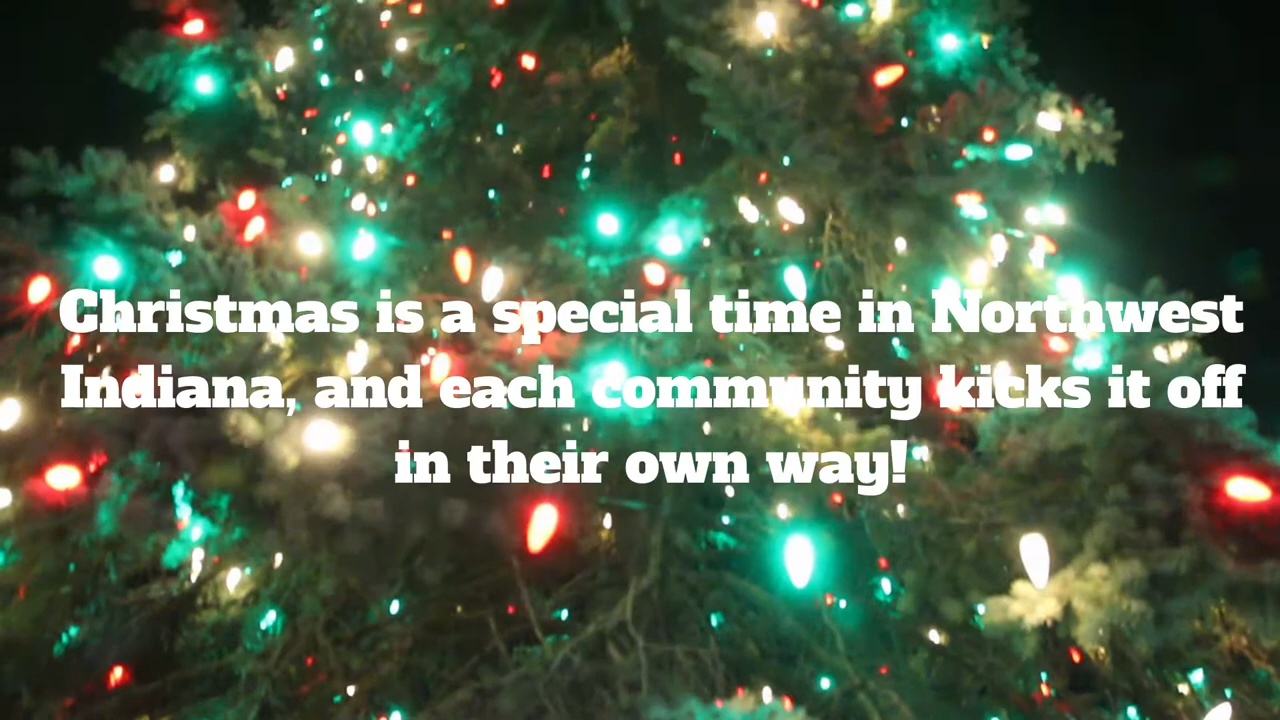 Christmas is a special time in Northwest
Indiana, and each community kicks it off
in their own way!